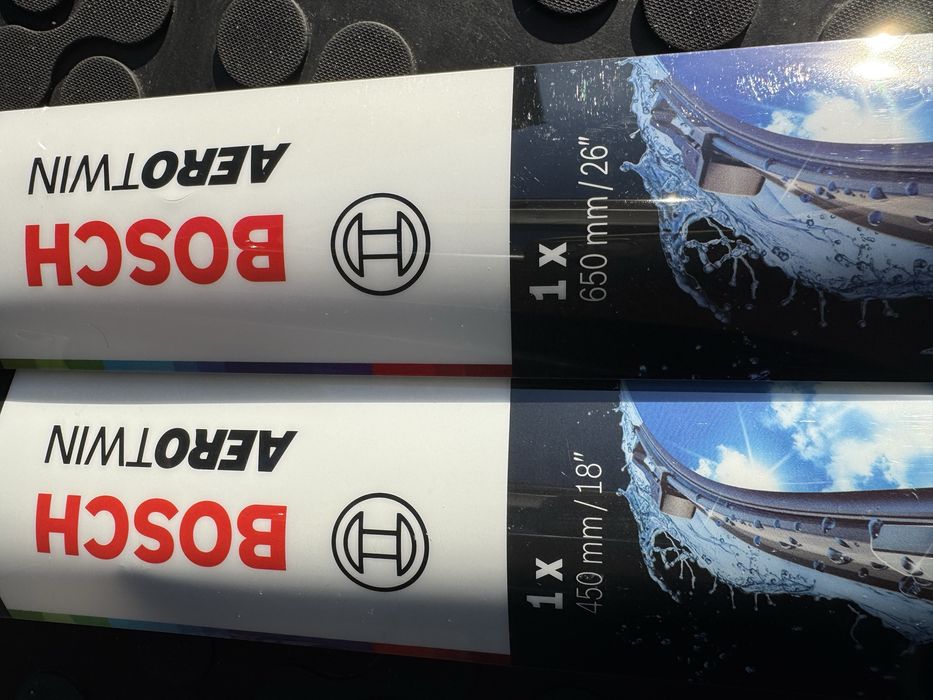 BOSCH
AEROTWIN
1 x
650 mm / 26"
BOSCH
AEROTWIN
1 x
450 mm / 18"